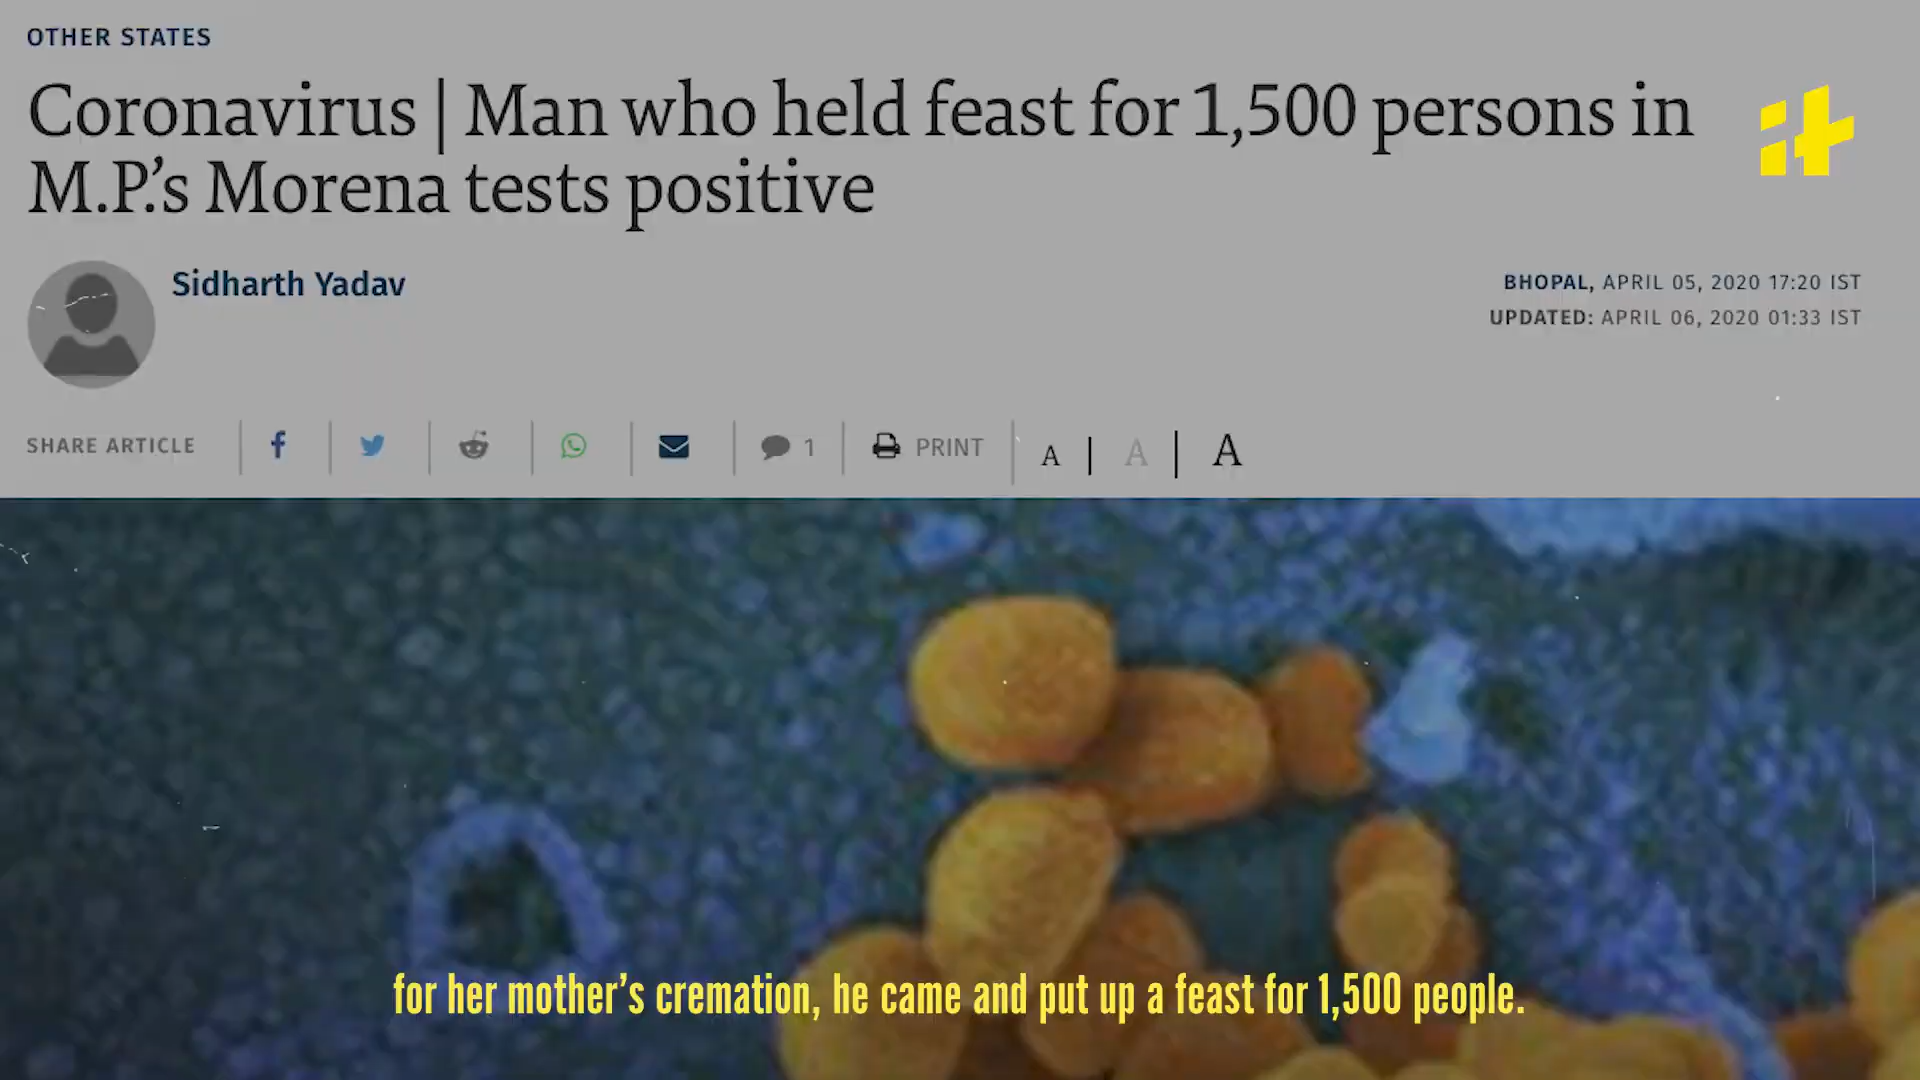 OTHER STATES
Coronavirus | Man who held feast for 1,500 persons in
M.P.’s Morena tests positive
Sidharth Yadav
BHOPAL, APRIL 05, 2020 17:20 IST
UPDATED: APRIL 06, 2020 01:33 IST
SHARE ARTICLE
1
PRINT
A | A | A
for her mother’s cremation, he came and put up a feast for 1,500 people.